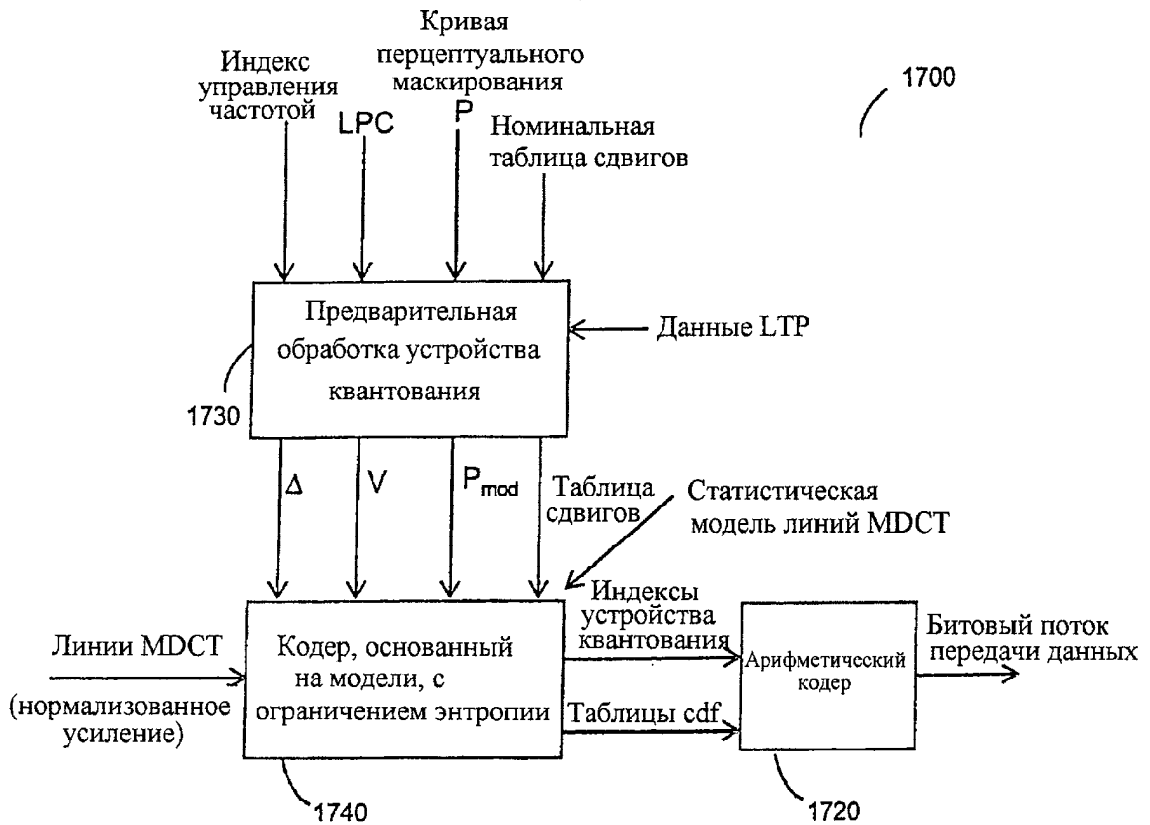 Кривая
перцептуального
маскирования
P
Индекс
управления
частотой
LPC
Номинальная
таблица сдвигов
1700
Предварительная
обработка устройства
квантования
Данные LTP
1730
Δ
V
Pmod
Таблица
сдвигов
Статистическая
модель линий MDCT
Индексы
устройства
квантования
Линии MDCT
(нормализованное
усиление)
Кодер, основанный
на модели, с
ограничением энтропии
Таблицы cdf
Арифметический
кодер
Битовый поток
передачи данных
1740
1720